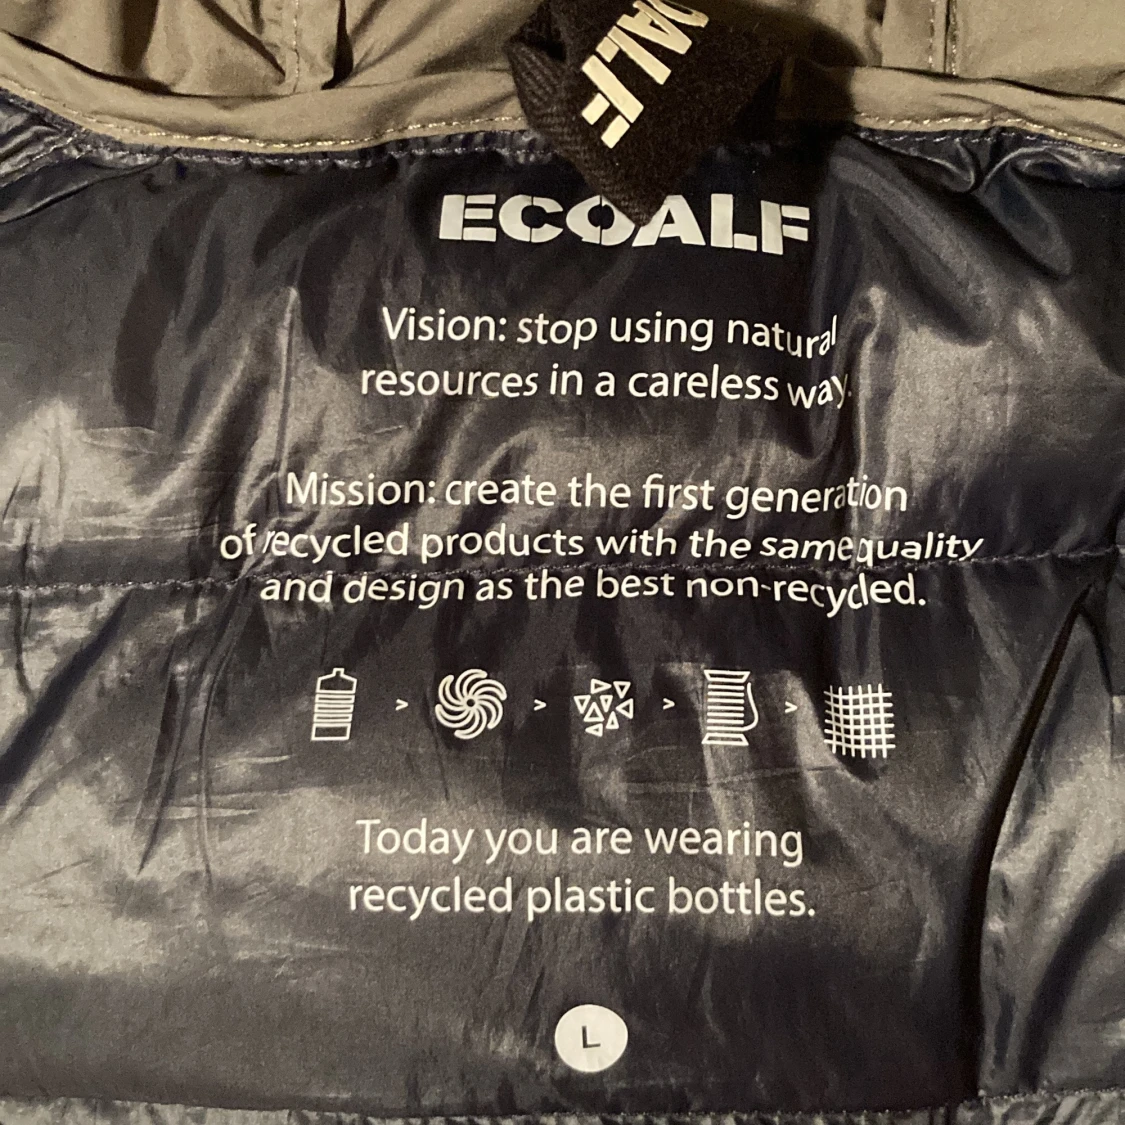 OALF
ECOALF
Vision: stop using natural
resources in a careless way.
Mission: create the first generation
of recycled products with the same quality
and design as the best non-recycled.
> > > >
Today you are wearing
recycled plastic bottles.
L